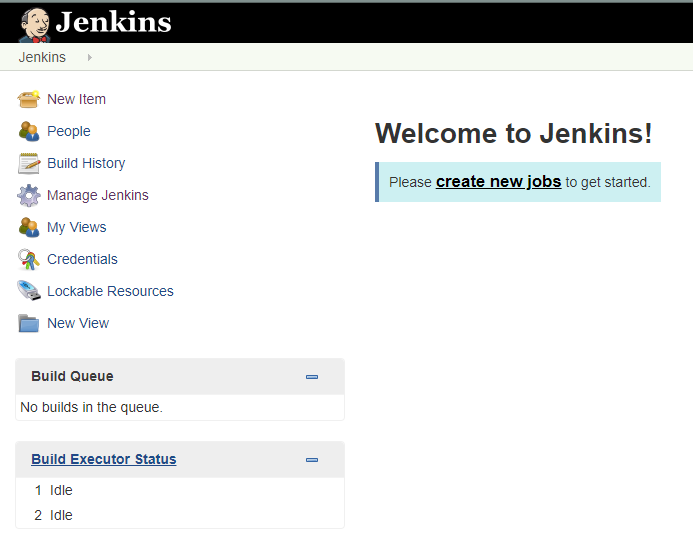 Jenkins
Jenkins
New Item
People
Build History
Manage Jenkins
My Views
Credentials
Lockable Resources
New View
Build Queue
No builds in the queue.
Build Executor Status
1 Idle
2 Idle
Welcome to Jenkins!
Please create new jobs to get started.